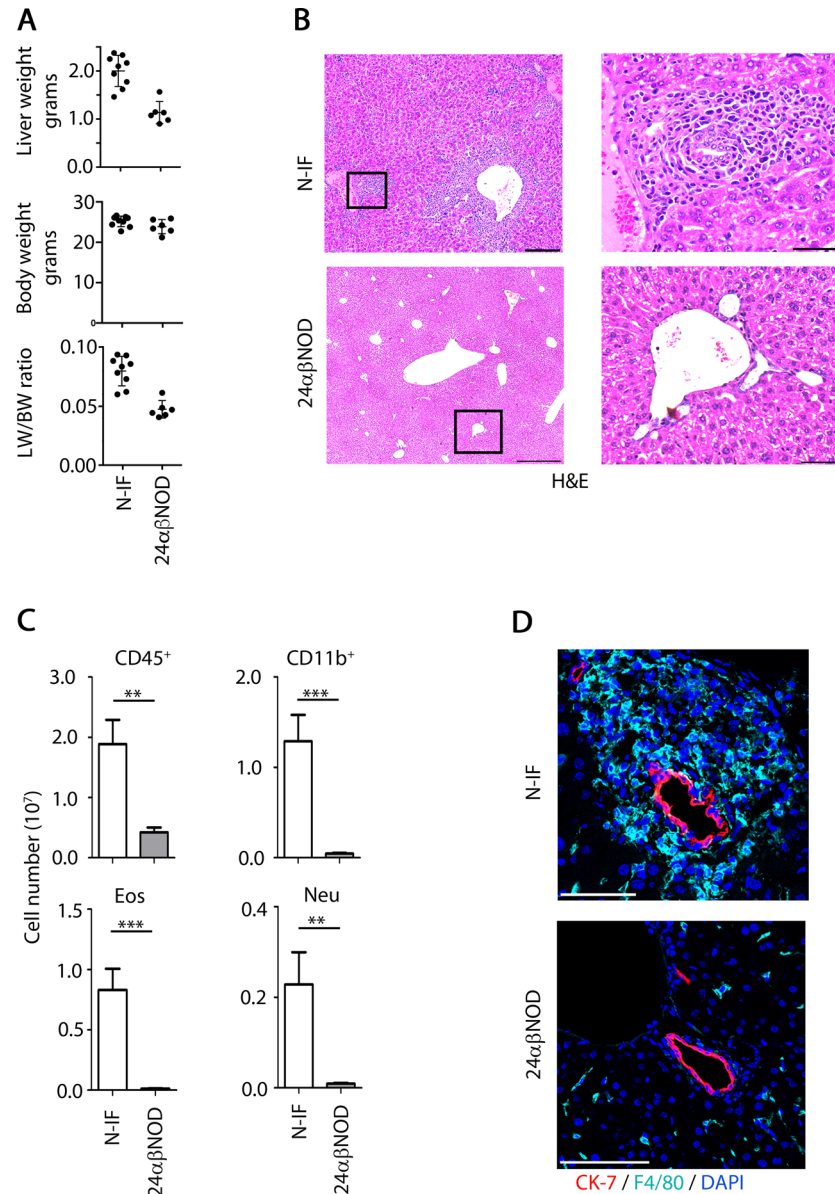 A
Liver weight
grams
2.0
1.0
0.0
Body weight
grams
30
20
10
0
LW/BW ratio
0.10
0.05
0.00
N-IF
24αβNOD
B
N-IF
24αβNOD
H&E
C
Cell number (10⁷)
CD45⁺
3.0
2.0
1.0
0.0
**
CD11b⁺
2.0
1.0
0.0
***
Eos
1.5
1.0
0.5
0.0
***
N-IF
24αβNOD
Neu
0.4
0.2
0.0
**
N-IF
24αβNOD
D
N-IF
24αβNOD
CK-7 / F4/80 / DAPI